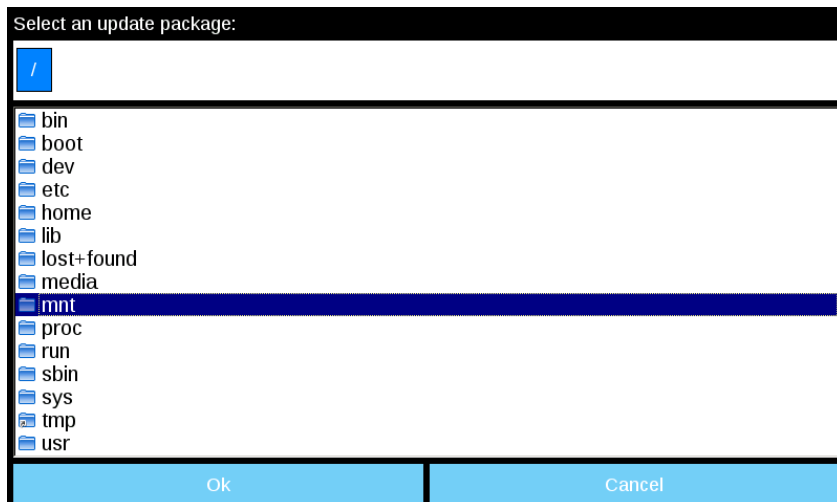 Select an update package:
/
bin
boot
dev
etc
home
lib
lost+found
media
mnt
proc
run
sbin
sys
tmp
usr
Ok Cancel